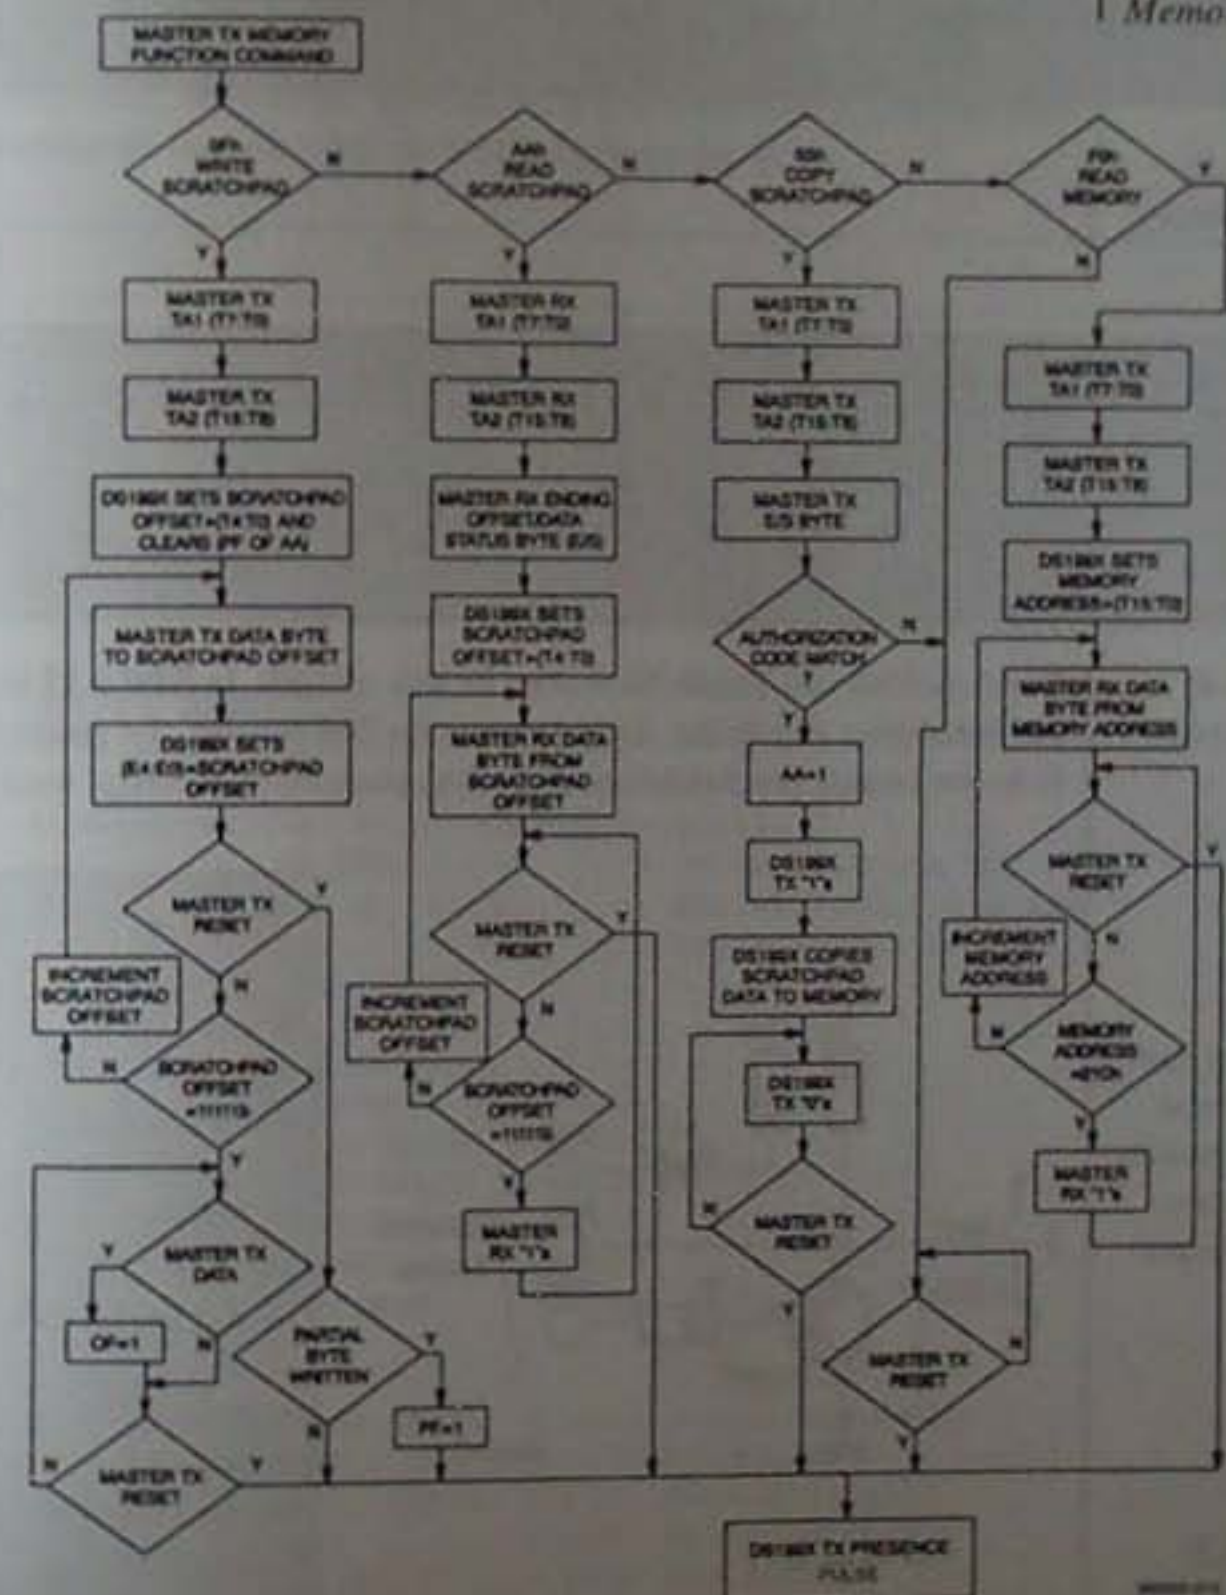 Memo
MASTER TX MEMORY
FUNCTION COMMAND
0Fh
WRITE
SCRATCHPAD
N
Y
AAh
READ
SCRATCHPAD
N
Y
55h
COPY
SCRATCHPAD
N
Y
F0h
READ
MEMORY
Y
N
MASTER TX
TA1 (T7:T0)
MASTER TX
TA2 (T15:T8)
DS199X SETS SCRATCHPAD
OFFSET=(T4:T0) AND
CLEARS (PF OF AA)
MASTER TX DATA BYTE
TO SCRATCHPAD OFFSET
DS199X SETS
(E4:E0)=SCRATCHPAD
OFFSET
MASTER TX
RESET
Y
N
INCREMENT
SCRATCHPAD
OFFSET
N
SCRATCHPAD
OFFSET
=11111b
Y
MASTER TX
DATA
Y
N
OF=1
MASTER TX
RESET
N
Y
PARTIAL
BYTE
WRITTEN
Y
N
PF=1
MASTER RX
TA1 (T7:T0)
MASTER RX
TA2 (T15:T8)
MASTER RX ENDING
OFFSET/DATA
STATUS BYTE (E/S)
DS199X SETS
SCRATCHPAD
OFFSET=(T4:T0)
MASTER RX DATA
BYTE FROM
SCRATCHPAD
OFFSET
MASTER TX
RESET
Y
N
INCREMENT
SCRATCHPAD
OFFSET
N
SCRATCHPAD
OFFSET
=11111b
Y
MASTER
RX "1"s
MASTER TX
TA1 (T7:T0)
MASTER TX
TA2 (T15:T8)
MASTER TX
E/S BYTE
AUTHORIZATION
CODE MATCH
?
N
Y
AA=1
DS199X
TX "1"s
DS199X COPIES
SCRATCHPAD
DATA TO MEMORY
DS199X
TX "0"s
MASTER TX
RESET
N
Y
MASTER TX
RESET
N
Y
MASTER TX
TA1 (T7:T0)
MASTER TX
TA2 (T15:T8)
DS199X SETS
MEMORY
ADDRESS=(T15:T0)
MASTER RX DATA
BYTE FROM
MEMORY ADDRESS
MASTER TX
RESET
Y
N
INCREMENT
MEMORY
ADDRESS
N
MEMORY
ADDRESS
Y
MASTER
RX "1"s
DS199X TX PRESENCE
PULSE